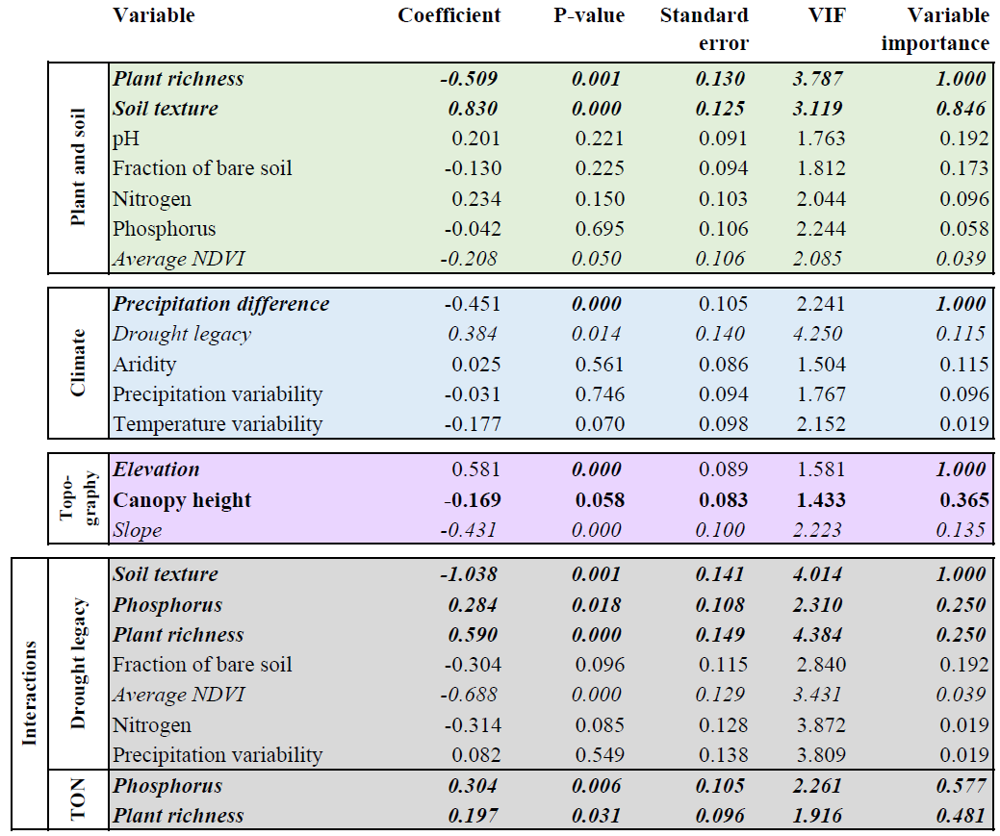 Variable Coefficient P-value Standard error VIF Variable importance
Plant and soil
Plant richness -0.509 0.001 0.130 3.787 1.000
Soil texture 0.830 0.000 0.125 3.119 0.846
pH 0.201 0.221 0.091 1.763 0.192
Fraction of bare soil -0.130 0.225 0.094 1.812 0.173
Nitrogen 0.234 0.150 0.103 2.044 0.096
Phosphorus -0.042 0.695 0.106 2.244 0.058
Average NDVI -0.208 0.050 0.106 2.085 0.039
Climate
Precipitation difference -0.451 0.000 0.105 2.241 1.000
Drought legacy 0.384 0.014 0.140 4.250 0.115
Aridity 0.025 0.561 0.086 1.504 0.115
Precipitation variability -0.031 0.746 0.094 1.767 0.096
Temperature variability -0.177 0.070 0.098 2.152 0.019
Topo-
graphy
Elevation 0.581 0.000 0.089 1.581 1.000
Canopy height -0.169 0.058 0.083 1.433 0.365
Slope -0.431 0.000 0.100 2.223 0.135
Interactions
Drought legacy
Soil texture -1.038 0.001 0.141 4.014 1.000
Phosphorus 0.284 0.018 0.108 2.310 0.250
Plant richness 0.590 0.000 0.149 4.384 0.250
Fraction of bare soil -0.304 0.096 0.115 2.840 0.192
Average NDVI -0.688 0.000 0.129 3.431 0.039
Nitrogen -0.314 0.085 0.128 3.872 0.019
Precipitation variability 0.082 0.549 0.138 3.809 0.019
TON
Phosphorus 0.304 0.006 0.105 2.261 0.577
Plant richness 0.197 0.031 0.096 1.916 0.481